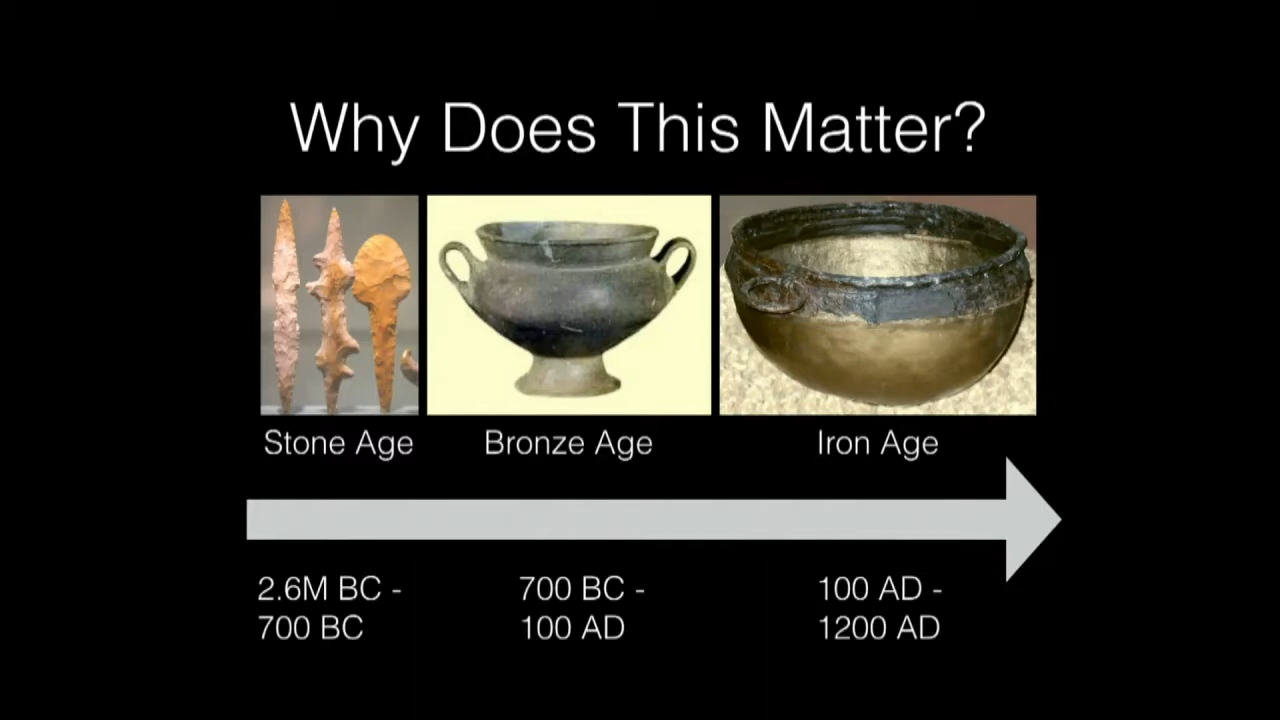 Why Does This Matter?
Stone Age
Bronze Age
Iron Age
2.6M BC -
700 BC
700 BC -
100 AD
100 AD -
1200 AD